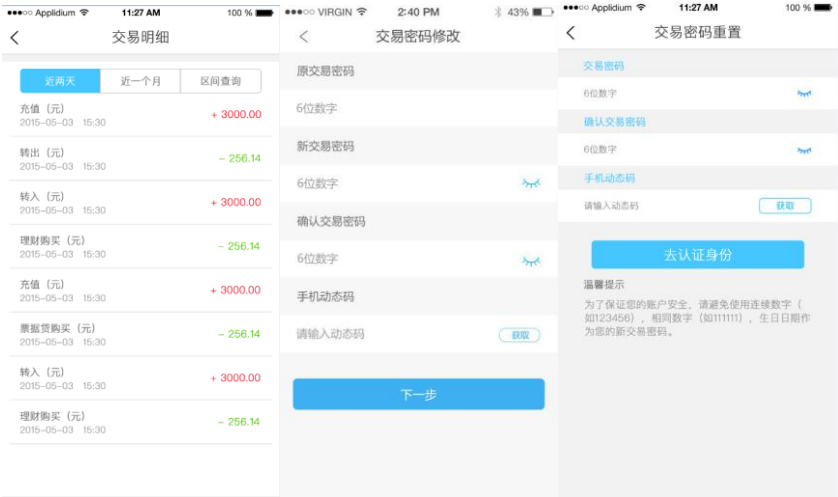 Applidium 11:27 AM 100 %
交易明细
近两天 近一个月 区间查询
充值（元）
2015-05-03 15:30
+ 3000.00
转出（元）
2015-05-03 15:30
- 256.14
转入（元）
2015-05-03 15:30
+ 3000.00
理财购买（元）
2015-05-03 15:30
- 256.14
充值（元）
2015-05-03 15:30
+ 3000.00
票据贷购买（元）
2015-05-03 15:30
- 256.14
转入（元）
2015-05-03 15:30
+ 3000.00
理财购买（元）
2015-05-03 15:30
- 256.14
VIRGIN 2:40 PM 43%
交易密码修改
原交易密码
6位数字
新交易密码
6位数字
确认交易密码
6位数字
手机动态码
请输入动态码 获取
下一步
Applidium 11:27 AM 100 %
交易密码重置
交易密码
6位数字
确认交易密码
6位数字
手机动态码
请输入动态码 获取
去认证身份
温馨提示
为了保证您的账户安全，请避免使用连续数字（
如123456），相同数字（如111111），生日日期作
为您的新交易密码。